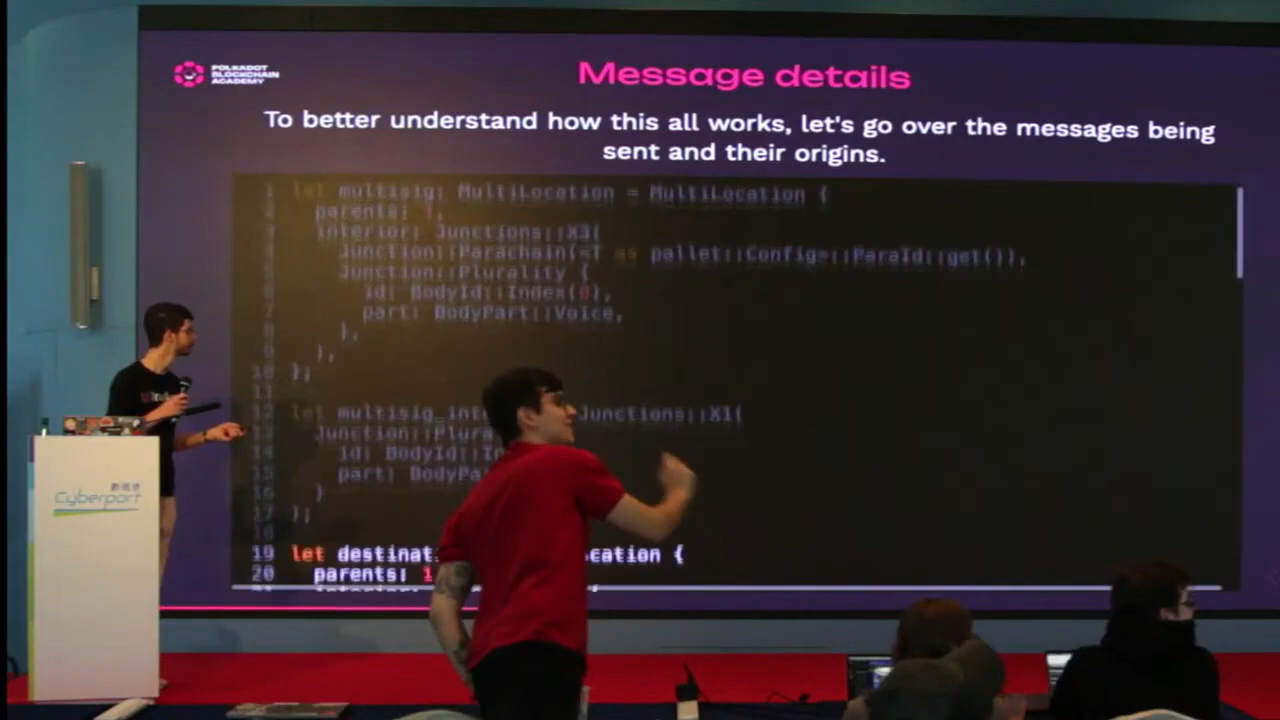 POLKADOT
BLOCKCHAIN
ACADEMY
Message details
To better understand how this all works, let's go over the messages being
sent and their origins.
1 let multisig: MultiLocation = MultiLocation {
2 parents: 1,
3 interior: Junctions::X3(
4 Junction::Parachain(<T as pallet::Config>::ParaId::get()),
5 Junction::Plurality {
6 id: BodyId::Index(0),
7 part: BodyPart::Voice,
8 },
9 ),
10 };
11
12 let multisig_inte Junctions::X1(
13 Junction::Plura
14 id: BodyId::In
15 part: BodyPa
16 }
17 );
18
19 let destinat cation {
20 parents: 1
數碼港
Cyberport